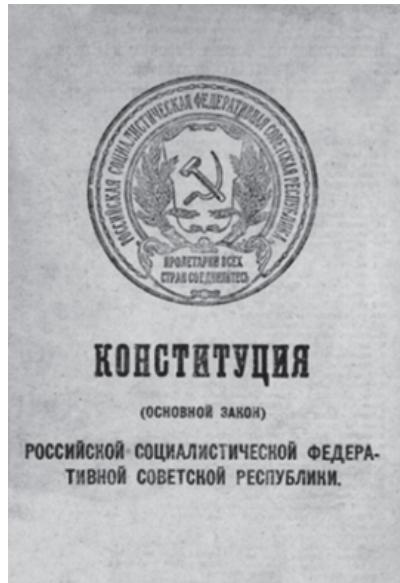 РОССИЙСКАЯ СОЦИАЛИСТИЧЕСКАЯ ФЕДЕРАТИВНАЯ СОВЕТСКАЯ РЕСПУБЛИКА
ПРОЛЕТАРИИ ВСЕХ
СТРАН СОЕДИНЯЙТЕСЬ
КОНСТИТУЦИЯ
(ОСНОВНОЙ ЗАКОН)
РОССИЙСКОЙ СОЦИАЛИСТИЧЕСКОЙ ФЕДЕРА-
ТИВНОЙ СОВЕТСКОЙ РЕСПУБЛИКИ.